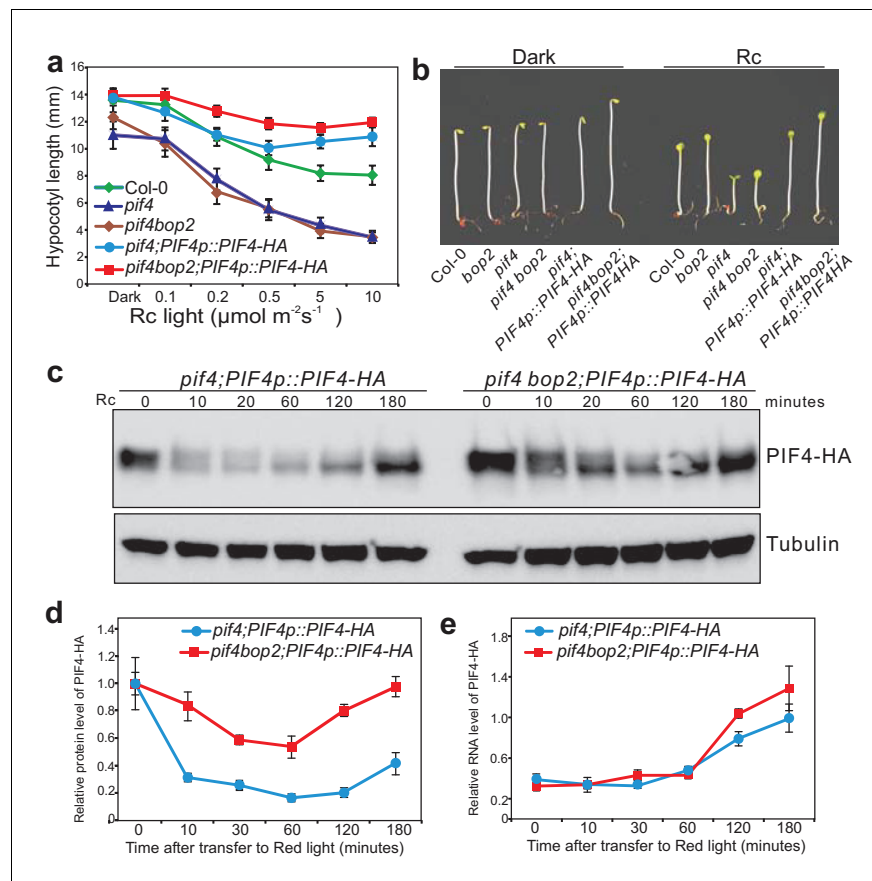 a
16
14
12
10
8
6
4
2
0
Hypocotyl length (mm)
Col-0
pif4
pif4bop2
pif4;PIF4p::PIF4-HA
pif4bop2;PIF4p::PIF4-HA
Dark 0.1 0.2 0.5 5 10
Rc light (μmol m⁻²s⁻¹ )
b
Dark Rc
Col-0
bop2
pif4
pif4 bop2
pif4;
PIF4p::PIF4-HA
pif4bop2;
PIF4p::PIF4HA
Col-0
bop2
pif4
pif4 bop2
pif4;
PIF4p::PIF4-HA
pif4bop2;
PIF4p::PIF4-HA
c
pif4;PIF4p::PIF4-HA pif4 bop2;PIF4p::PIF4-HA
Rc 0 10 20 60 120 180 0 10 20 60 120 180 minutes
PIF4-HA
Tubulin
d
1.4
1.2
1.0
0.8
0.6
0.4
0.2
0
Relative protein level of PIF4-HA
pif4;PIF4p::PIF4-HA
pif4bop2;PIF4p::PIF4-HA
0 10 30 60 120 180
Time after transfer to Red light (minutes)
e
1.8
1.4
1.0
0.6
0.2
0
Relative RNA level of PIF4-HA
pif4;PIF4p::PIF4-HA
pif4bop2;PIF4p::PIF4-HA
0 10 30 60 120 180
Time after transfer to Red light (minutes)